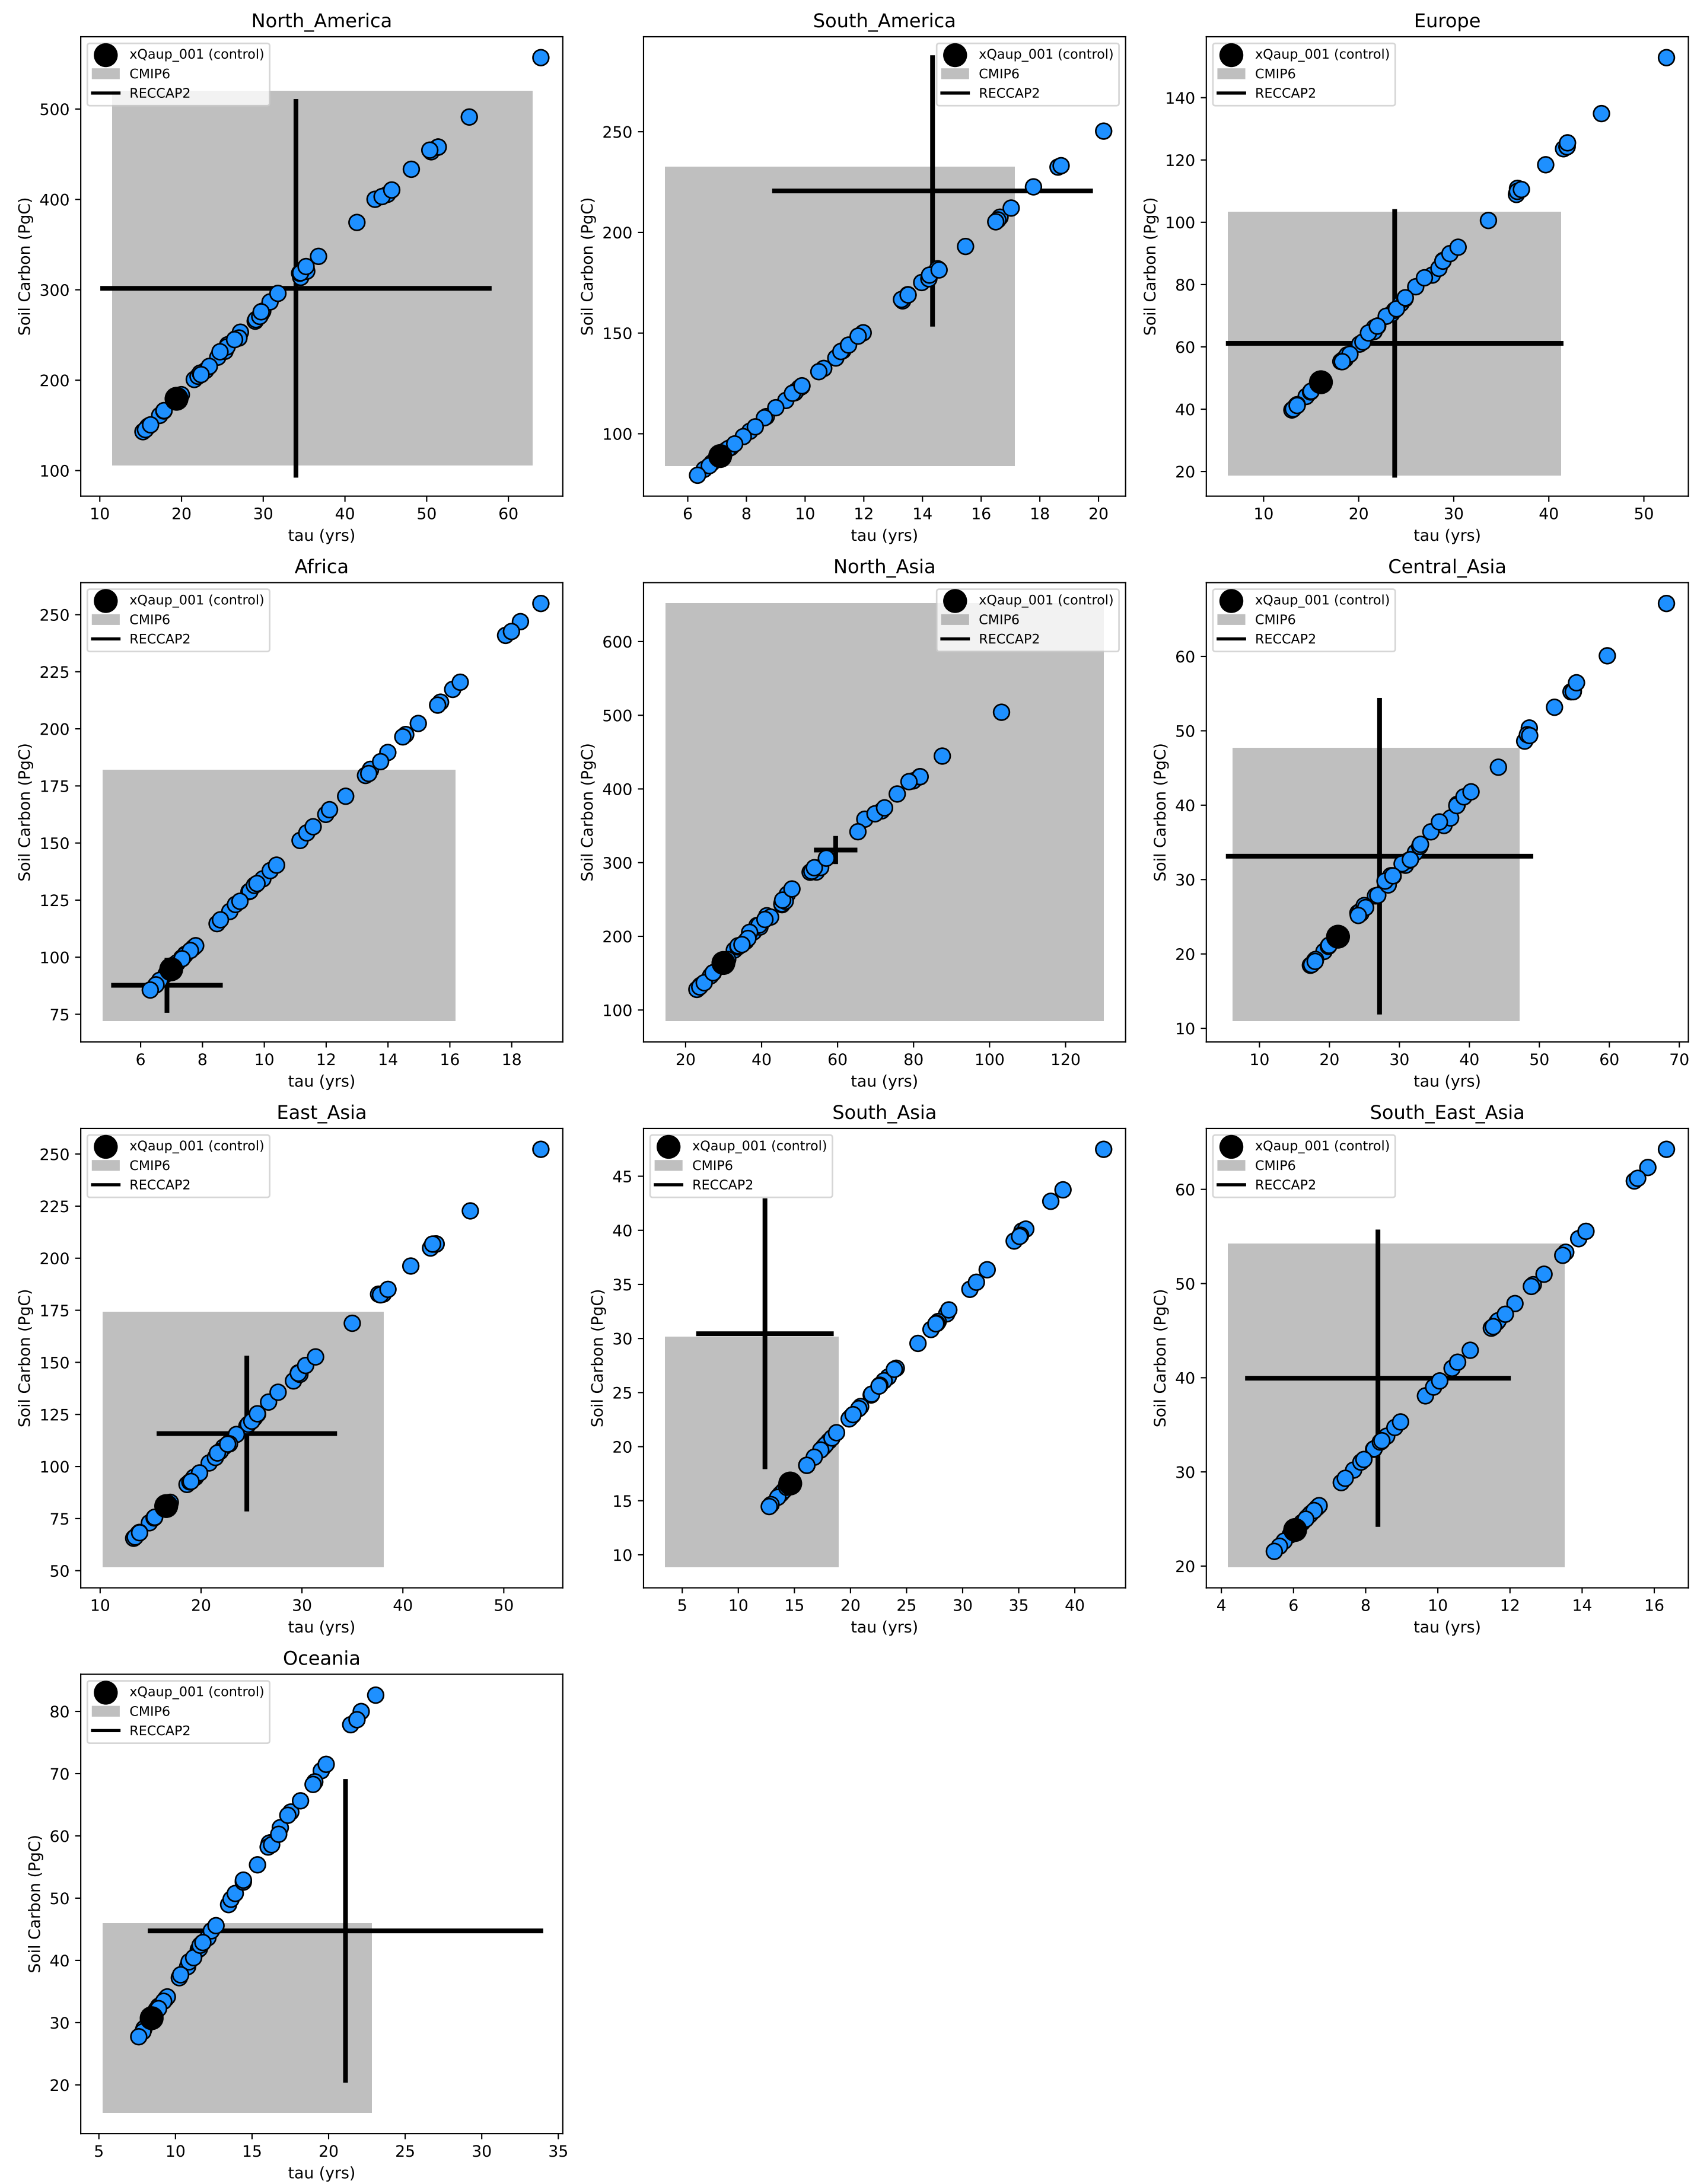 North_America
xQaup_001 (control)
CMIP6
RECCAP2
500
400
300
200
100
Soil Carbon (PgC)
10 20 30 40 50 60
tau (yrs)
South_America
xQaup_001 (control)
CMIP6
RECCAP2
250
200
150
100
Soil Carbon (PgC)
6 8 10 12 14 16 18 20
tau (yrs)
Europe
xQaup_001 (control)
CMIP6
RECCAP2
140
120
100
80
60
40
20
Soil Carbon (PgC)
10 20 30 40 50
tau (yrs)
Africa
xQaup_001 (control)
CMIP6
RECCAP2
250
225
200
175
150
125
100
75
Soil Carbon (PgC)
6 8 10 12 14 16 18
tau (yrs)
North_Asia
xQaup_001 (control)
CMIP6
RECCAP2
600
500
400
300
200
100
Soil Carbon (PgC)
20 40 60 80 100 120
tau (yrs)
Central_Asia
xQaup_001 (control)
CMIP6
RECCAP2
60
50
40
30
20
10
Soil Carbon (PgC)
10 20 30 40 50 60 70
tau (yrs)
East_Asia
xQaup_001 (control)
CMIP6
RECCAP2
250
225
200
175
150
125
100
75
50
Soil Carbon (PgC)
10 20 30 40 50
tau (yrs)
South_Asia
xQaup_001 (control)
CMIP6
RECCAP2
45
40
35
30
25
20
15
10
Soil Carbon (PgC)
5 10 15 20 25 30 35 40
tau (yrs)
South_East_Asia
xQaup_001 (control)
CMIP6
RECCAP2
60
50
40
30
20
Soil Carbon (PgC)
4 6 8 10 12 14 16
tau (yrs)
Oceania
xQaup_001 (control)
CMIP6
RECCAP2
80
70
60
50
40
30
20
Soil Carbon (PgC)
5 10 15 20 25 30 35
tau (yrs)